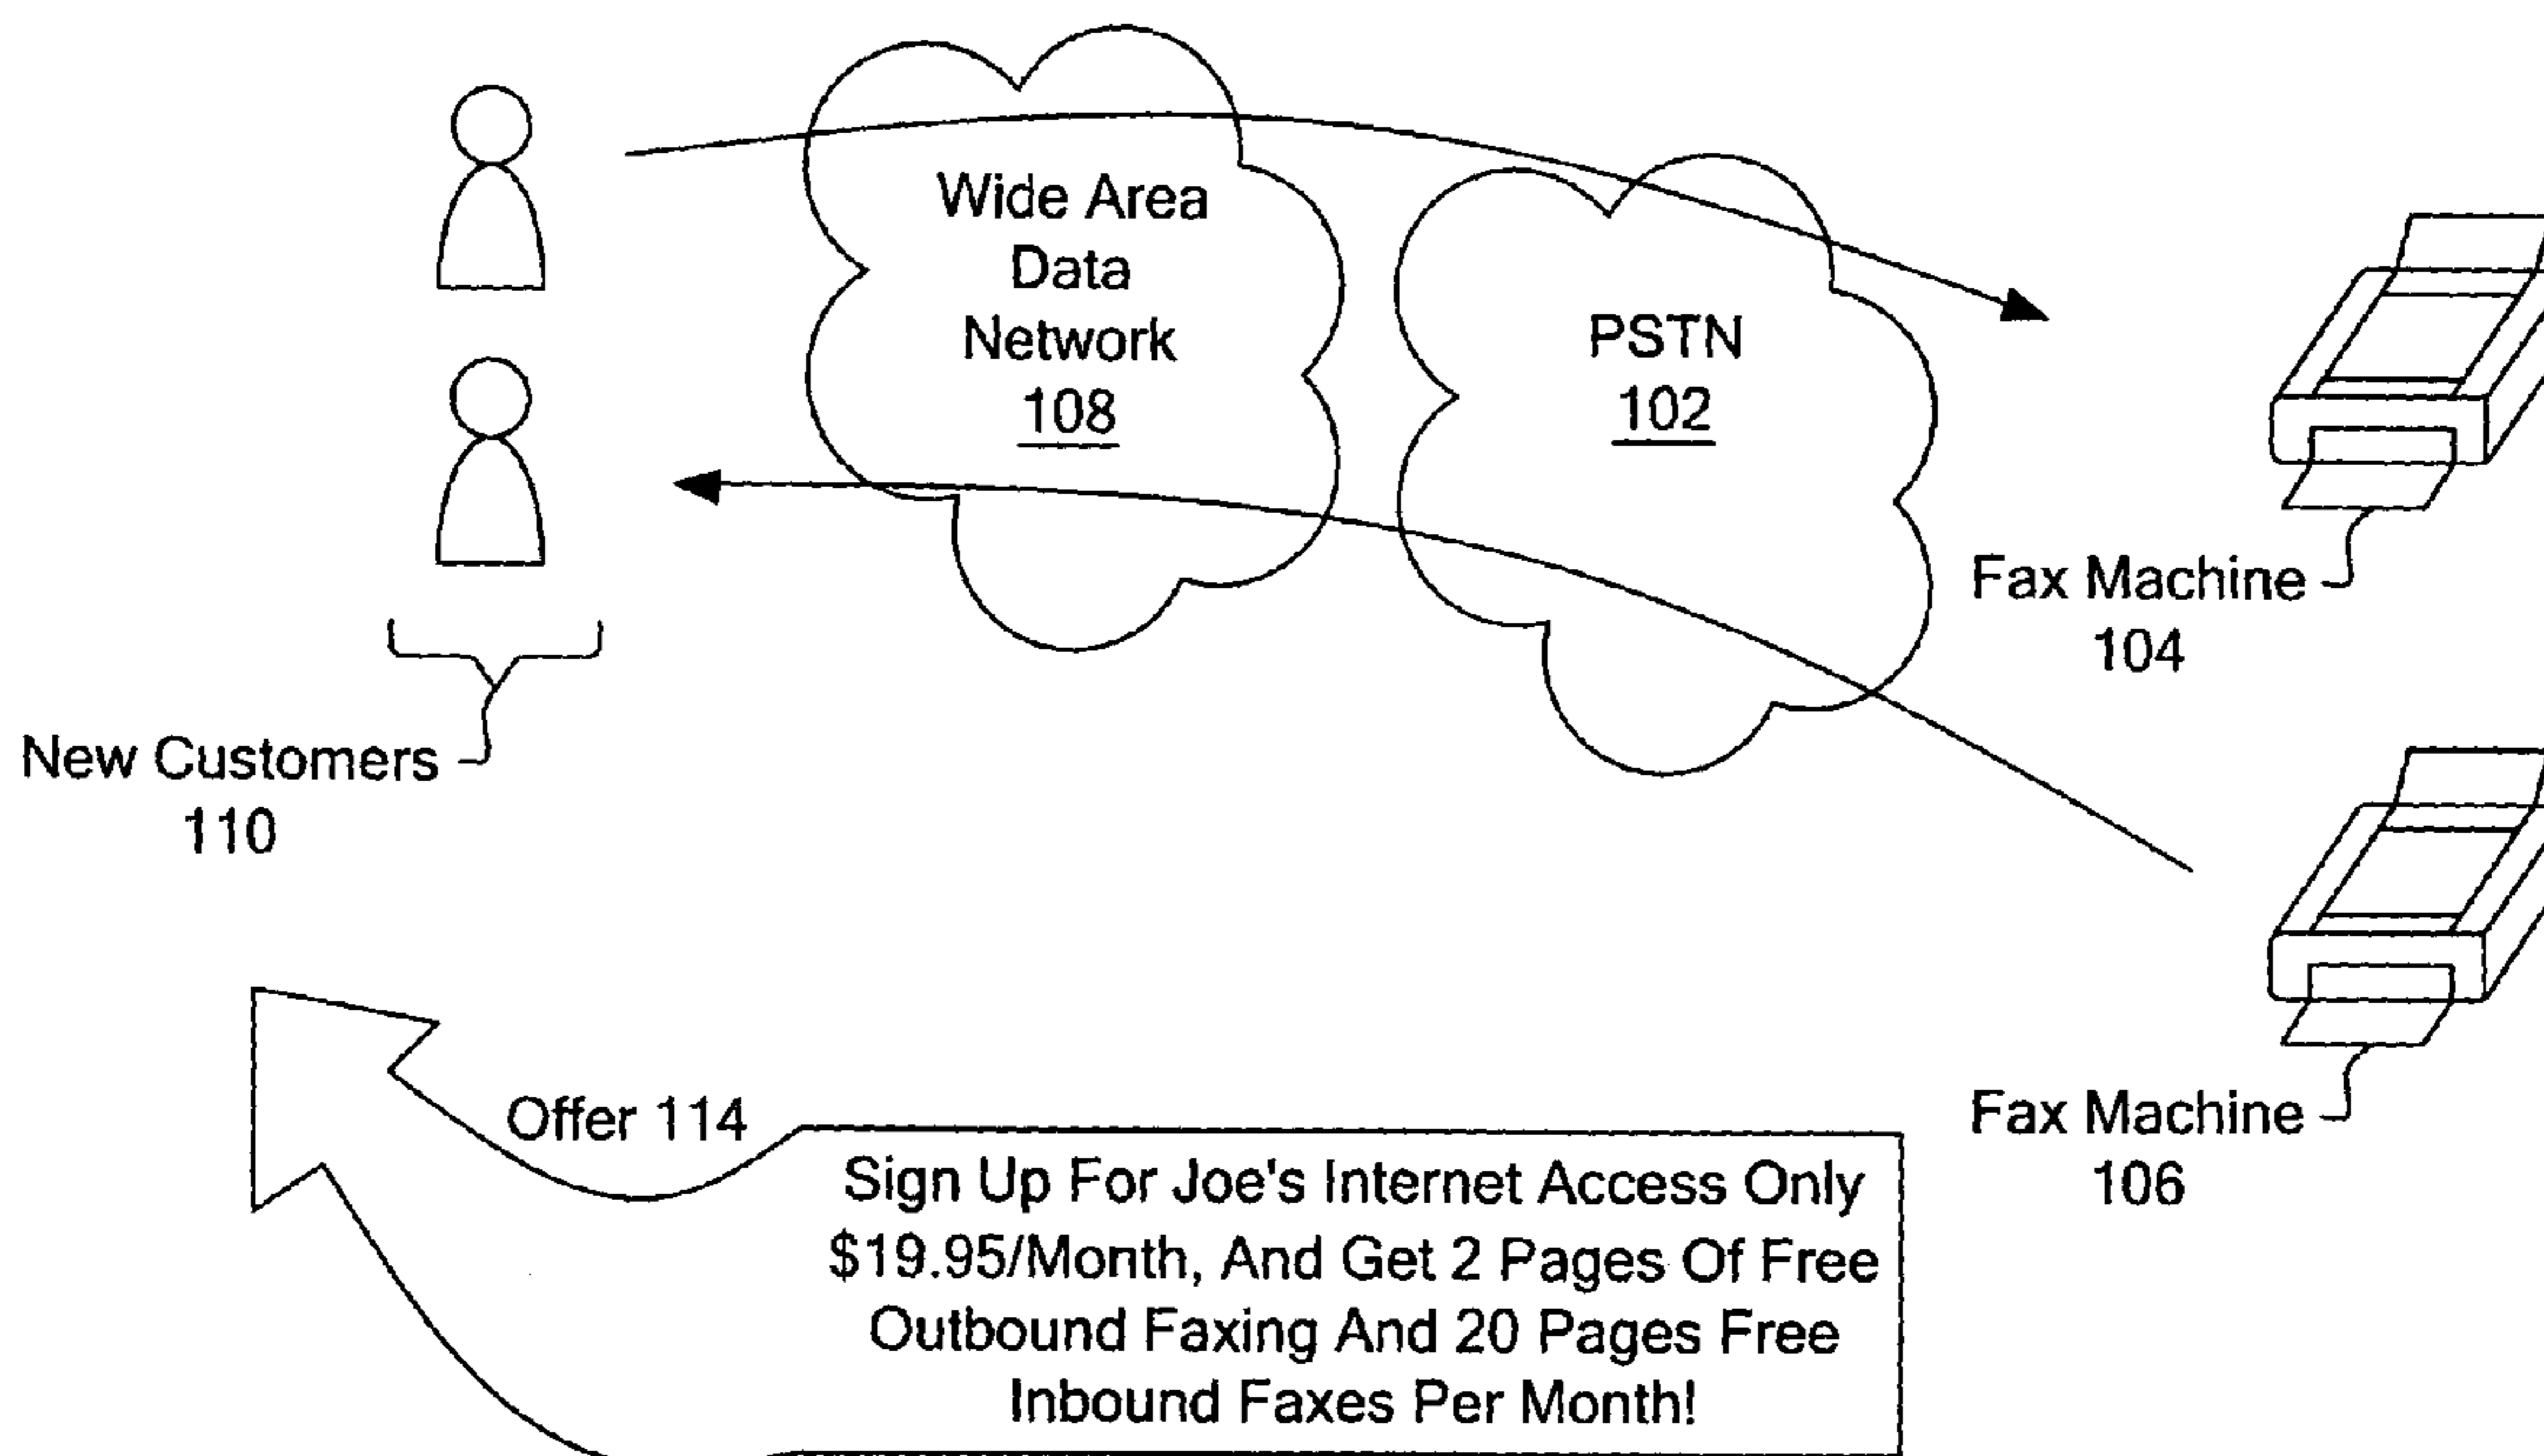 Wide Area
Data
Network
108
PSTN
102
Fax Machine
104
New Customers
110
Fax Machine
106
Offer 114
Sign Up For Joe's Internet Access Only
$19.95/Month, And Get 2 Pages Of Free
Outbound Faxing And 20 Pages Free
Inbound Faxes Per Month!